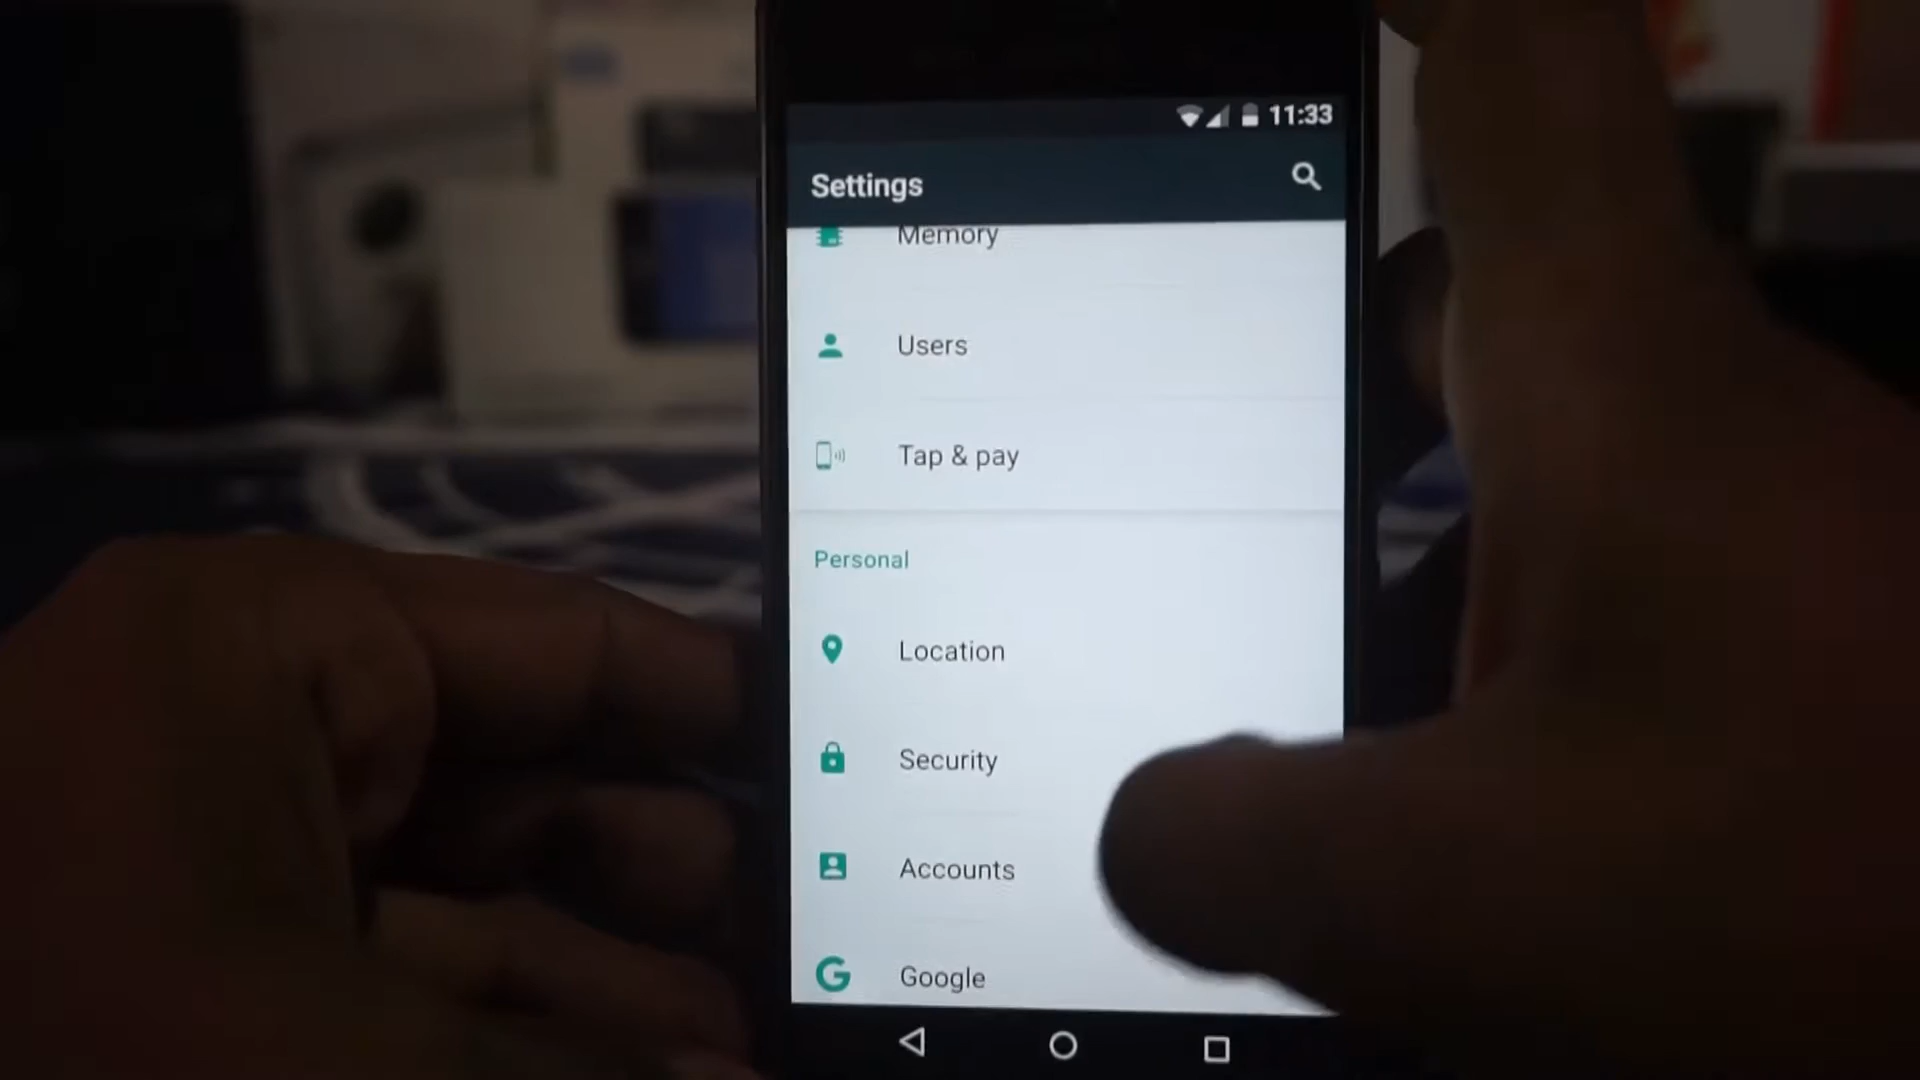 11:33
Settings
Memory
Users
Tap & pay
Personal
Location
Security
Accounts
Google